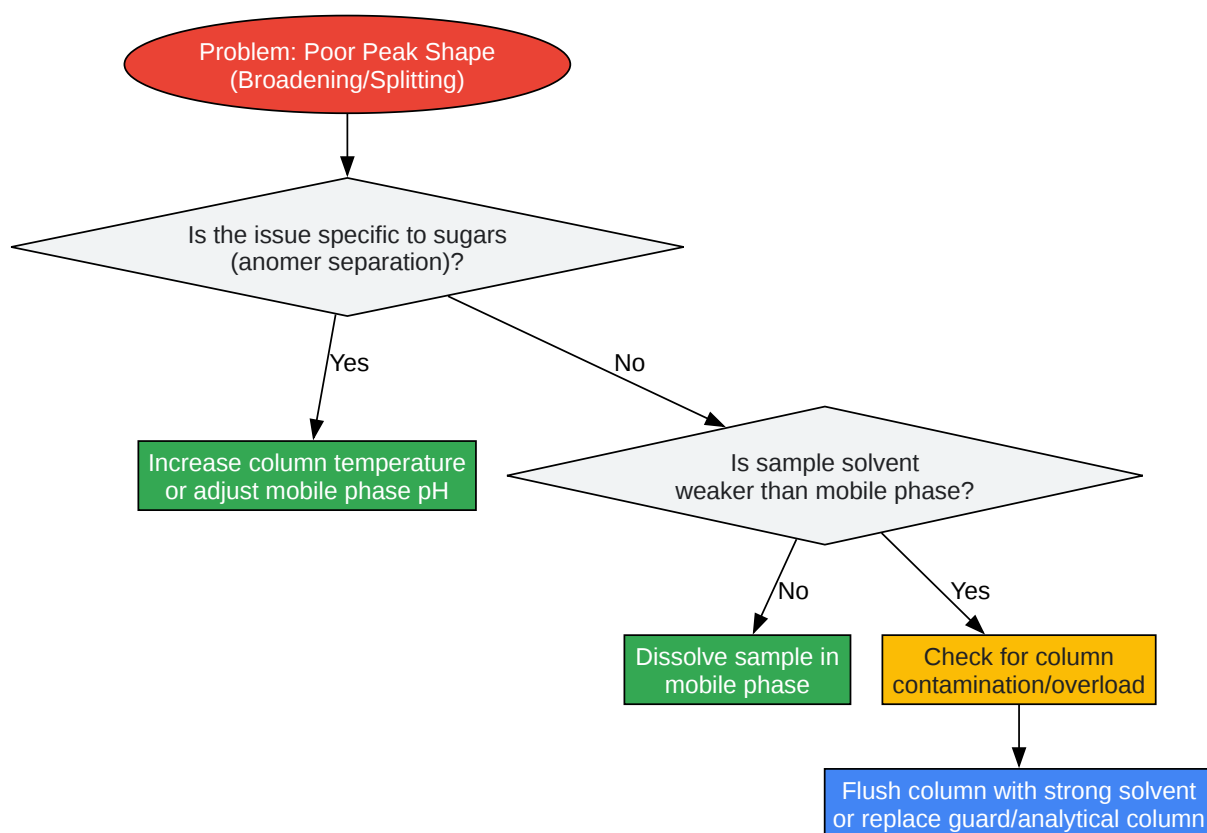 Problem: Poor Peak Shape
(Broadening/Splitting)
Is the issue specific to sugars
(anomer separation)?
Yes
No
Increase column temperature
or adjust mobile phase pH
Is sample solvent
weaker than mobile phase?
No
Yes
Dissolve sample in
mobile phase
Check for column
contamination/overload
Flush column with strong solvent
or replace guard/analytical column